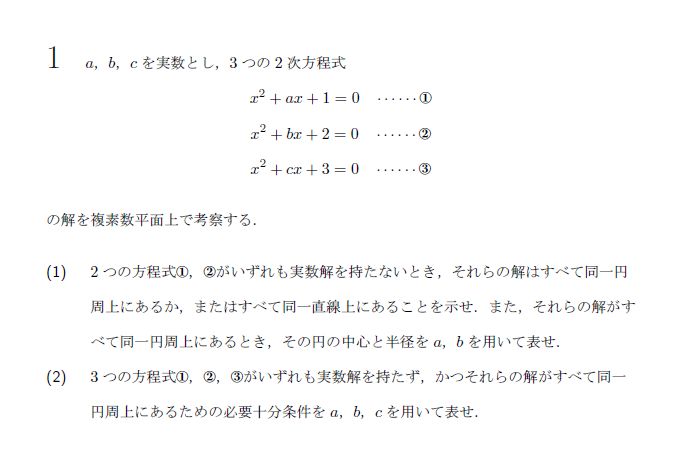 1 a，b，c を実数とし，3 つの 2 次方程式
x² + ax + 1 = 0 ······①
x² + bx + 2 = 0 ······②
x² + cx + 3 = 0 ······③
の解を複素数平面上で考察する．
(1) 2 つの方程式①，②がいずれも実数解を持たないとき，それらの解はすべて同一円
周上にあるか，またはすべて同一直線上にあることを示せ．また，それらの解がす
べて同一円周上にあるとき，その円の中心と半径を a，b を用いて表せ．
(2) 3 つの方程式①，②，③がいずれも実数解を持たず，かつそれらの解がすべて同一
円周上にあるための必要十分条件を a，b，c を用いて表せ．